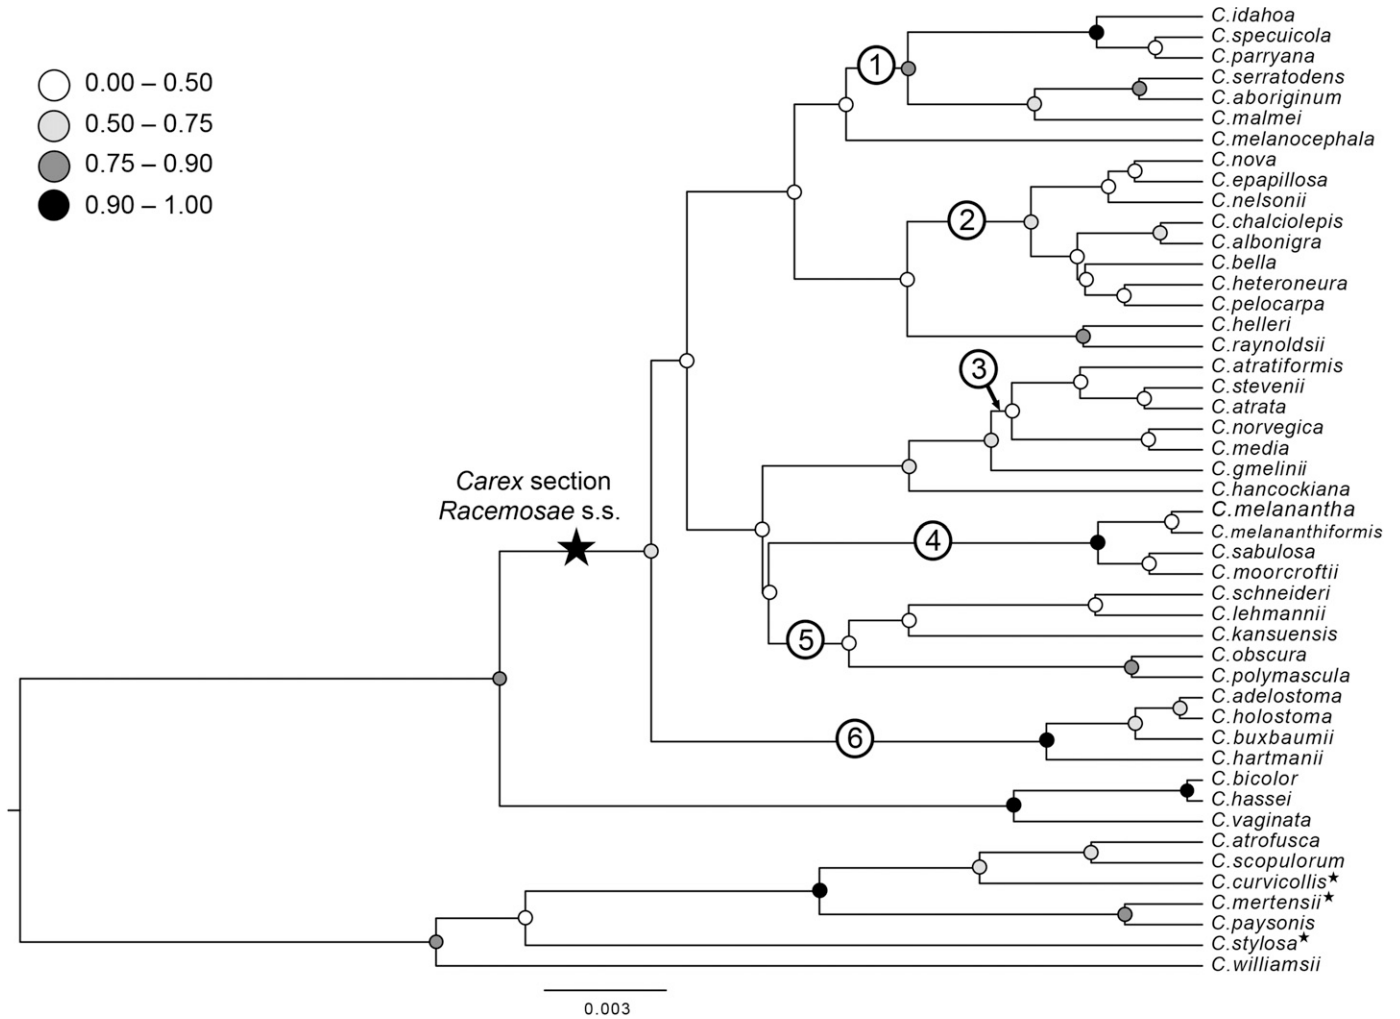 0.00 – 0.50
0.50 – 0.75
0.75 – 0.90
0.90 – 1.00
Carex section
Racemosae s.s.
1
2
3
4
5
6
C.idahoa
C.specuicola
C.parryana
C.serratodens
C.aboriginum
C.malmei
C.melanocephala
C.nova
C.epapillosa
C.nelsonii
C.chalciolepis
C.albonigra
C.bella
C.heteroneura
C.pelocarpa
C.helleri
C.raynoldsii
C.atratiformis
C.stevenii
C.atrata
C.norvegica
C.media
C.gmelinii
C.hancockiana
C.melanantha
C.melananthiformis
C.sabulosa
C.moorcroftii
C.schneideri
C.lehmannii
C.kansuensis
C.obscura
C.polymascula
C.adelostoma
C.holostoma
C.buxbaumii
C.hartmanii
C.bicolor
C.hassei
C.vaginata
C.atrofusca
C.scopulorum
C.curvicollis★
C.mertensii★
C.paysonis
C.stylosa★
C.williamsii
0.003